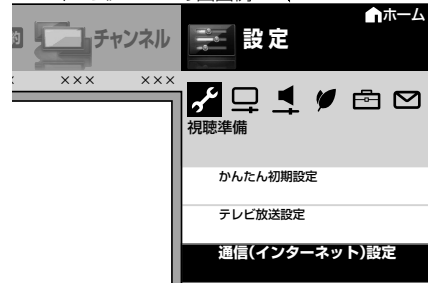 ホーム
チャンネル
設定
××× ×××
視聴準備
かんたん初期設定
テレビ放送設定
通信(インターネット)設定